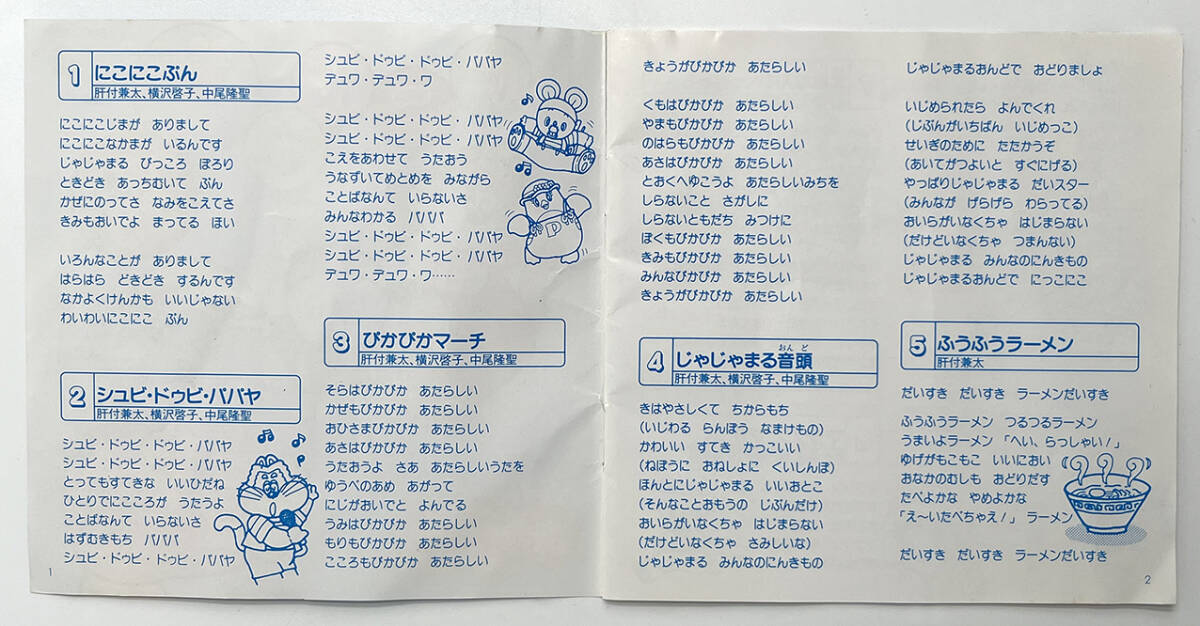 1 にこにこぷん
肝付兼太、横沢啓子、中尾隆聖
にこにこじまが ありまして
にこにこなかまが いるんです
じゃじゃまる ぴっころ ぽろり
ときどき あっちむいて ぷん
かぜにのってさ なみをこえてさ
きみもおいでよ まってる ほい
いろんなことが ありまして
はらはら どきどき するんです
なかよくけんかも いいじゃない
わいわいにこにこ ぷん
2 シュビ・ドゥビ・パパヤ
肝付兼太、横沢啓子、中尾隆聖
シュビ・ドゥビ・ドゥビ・パパヤ
シュビ・ドゥビ・ドゥビ・パパヤ
とってもすてきな いいひだね
ひとりでにこころが うたうよ
ことばなんて いらないさ
はずむきもち パパパ
シュビ・ドゥビ・ドゥビ・パパヤ
1
シュビ・ドゥビ・ドゥビ・パパヤ
デュワ・デュワ・ワ
シュビ・ドゥビ・ドゥビ・パパヤ
シュビ・ドゥビ・ドゥビ・パパヤ
こえをあわせて うたおう
うなずいてめとめを みながら
ことばなんて いらないさ
みんなわかる パパパ
シュビ・ドゥビ・ドゥビ・パパヤ
シュビ・ドゥビ・ドゥビ・パパヤ
デュワ・デュワ・ワ……
P
3 ぴかぴかマーチ
肝付兼太、横沢啓子、中尾隆聖
そらはぴかぴか あたらしい
かぜもぴかぴか あたらしい
おひさまぴかぴか あたらしい
あさはぴかぴか あたらしい
うたおうよ さあ あたらしいうたを
ゆうべのあめ あがって
にじがおいでと よんでる
うみはぴかぴか あたらしい
もりもぴかぴか あたらしい
こころもぴかぴか あたらしい
きょうがぴかぴか あたらしい
くもはぴかぴか あたらしい
やまもぴかぴか あたらしい
のはらもぴかぴか あたらしい
あさはぴかぴか あたらしい
とおくへゆこうよ あたらしいみちを
しらないこと さがしに
しらないともだち みつけに
ぼくもぴかぴか あたらしい
きみもぴかぴか あたらしい
みんなぴかぴか あたらしい
きょうがぴかぴか あたらしい
4 じゃじゃまる音頭
おんど
肝付兼太、横沢啓子、中尾隆聖
きはやさしくて ちからもち
(いじわる らんぼう なまけもの)
かわいい すてき かっこいい
(ねぼうに おねしょに くいしんぼ)
ほんとにじゃじゃまる いいおとこ
(そんなことおもうの じぶんだけ)
おいらがいなくちゃ はじまらない
(だけどいなくちゃ さみしいな)
じゃじゃまる みんなのにんきもの
じゃじゃまるおんどで おどりましょ
いじめられたら よんでくれ
(じぶんがいちばん いじめっこ)
せいぎのために たたかうぞ
(あいてがつよいと すぐにげる)
やっぱりじゃじゃまる だいスター
(みんなが げらげら わらってる)
おいらがいなくちゃ はじまらない
(だけどいなくちゃ つまんない)
じゃじゃまる みんなのにんきもの
じゃじゃまるおんどで にっこにこ
5 ふうふうラーメン
肝付兼太
だいすき だいすき ラーメンだいすき
ふうふうラーメン つるつるラーメン
うまいよラーメン 「へい、らっしゃい!」
ゆげがもこもこ いいにおい
おなかのむしも おどりだす
たべよかな やめよかな
「え〜いたべちゃえ!」 ラーメン
だいすき だいすき ラーメンだいすき
2